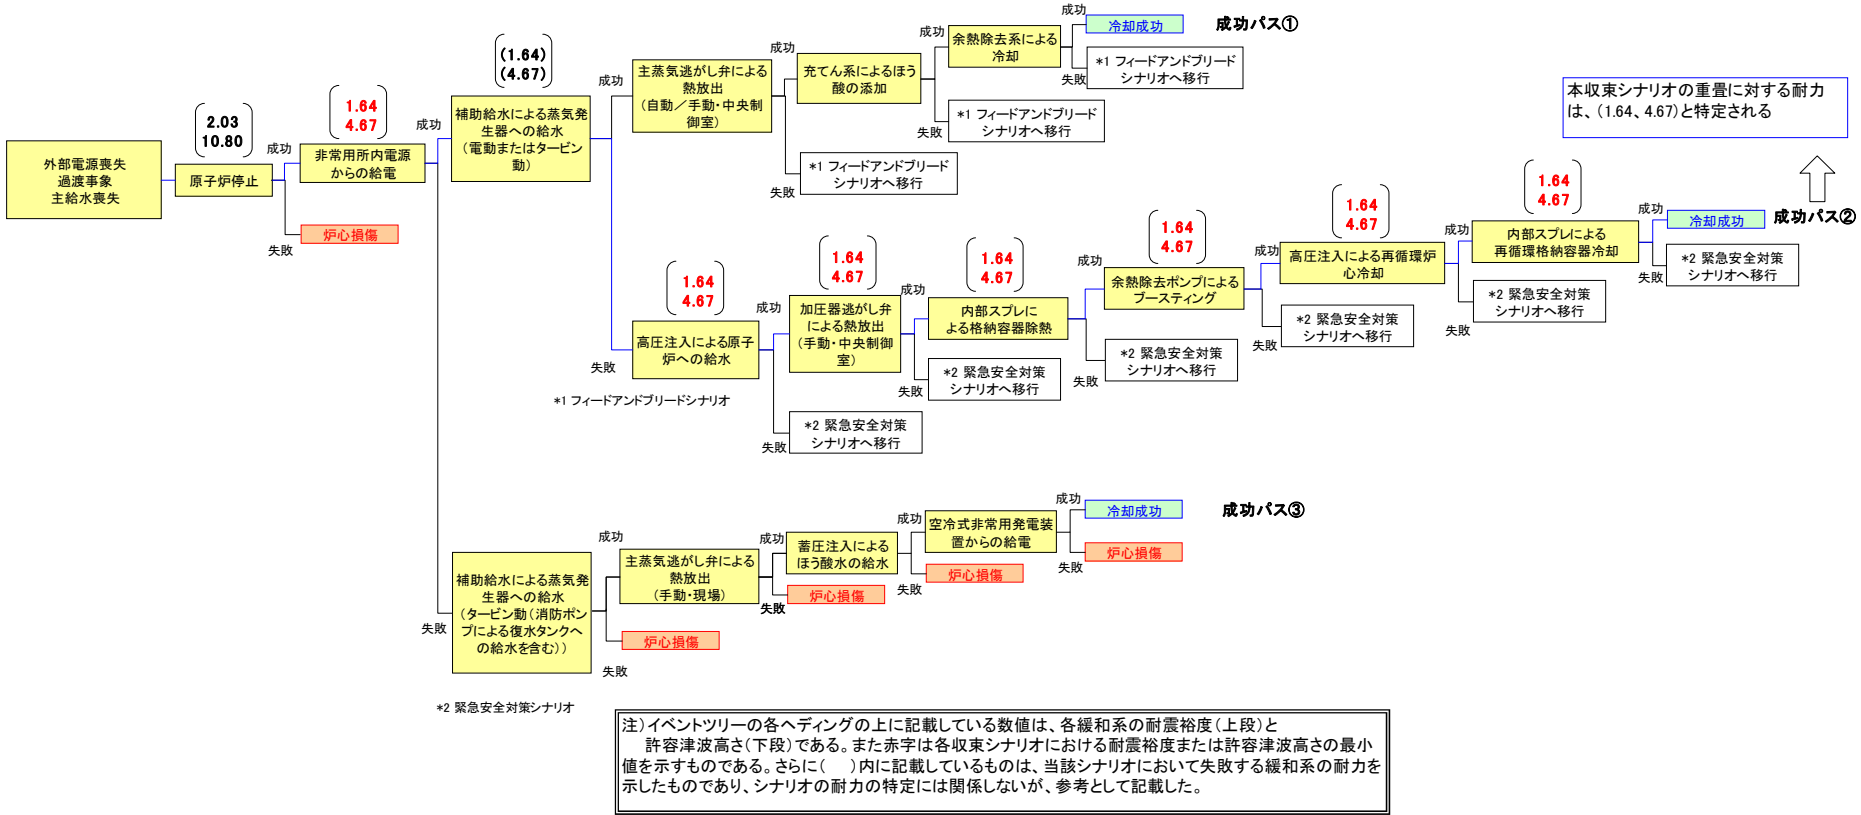 外部電源喪失
過渡事象
主給水喪失
2.03
10.80
原子炉停止
成功
失敗
1.64
4.67
非常用所内電源
からの給電
炉心損傷
成功
失敗
(1.64)
(4.67)
補助給水による蒸気発
生器への給水
(電動またはタービン
動)
成功
失敗
主蒸気逃がし弁による
熱放出
(自動/手動・中央制
御室)
成功
失敗
充てん系によるほう
酸の添加
*1 フィードアンドブリード
シナリオへ移行
成功
失敗
余熱除去系による
冷却
*1 フィードアンドブリード
シナリオへ移行
成功
失敗
冷却成功
成功パス①
*1 フィードアンドブリード
シナリオへ移行
本収束シナリオの重畳に対する耐力
は、(1.64、4.67)と特定される
1.64
4.67
高圧注入による原子
炉への給水
*1 フィードアンドブリードシナリオ
成功
失敗
1.64
4.67
加圧器逃がし弁
による熱放出
(手動・中央制御
室)
*2 緊急安全対策
シナリオへ移行
成功
失敗
1.64
4.67
内部スプレに
よる格納容器除熱
*2 緊急安全対策
シナリオへ移行
成功
失敗
1.64
4.67
余熱除去ポンプによる
ブースティング
*2 緊急安全対策
シナリオへ移行
成功
失敗
1.64
4.67
高圧注入による再循環炉
心冷却
*2 緊急安全対策
シナリオへ移行
成功
失敗
1.64
4.67
内部スプレによる
再循環格納容器冷却
*2 緊急安全対策
シナリオへ移行
成功
失敗
冷却成功
成功パス②
*2 緊急安全対策
シナリオへ移行
補助給水による蒸気発
生器への給水
(タービン動(消防ポン
プによる復水タンクへ
の給水を含む))
*2 緊急安全対策シナリオ
成功
失敗
主蒸気逃がし弁による
熱放出
(手動・現場)
炉心損傷
成功
失敗
蓄圧注入による
ほう酸水の給水
炉心損傷
成功
失敗
空冷式非常用発電装
置からの給電
炉心損傷
成功
失敗
冷却成功
成功パス③
炉心損傷
注)イベントツリーの各ヘディングの上に記載している数値は、各緩和系の耐震裕度(上段)と
許容津波高さ(下段)である。また赤字は各収束シナリオにおける耐震裕度または許容津波高さの最小
値を示すものである。さらに(　)内に記載しているものは、当該シナリオにおいて失敗する緩和系の耐力を
示したものであり、シナリオの耐力の特定には関係しないが、参考として記載した。